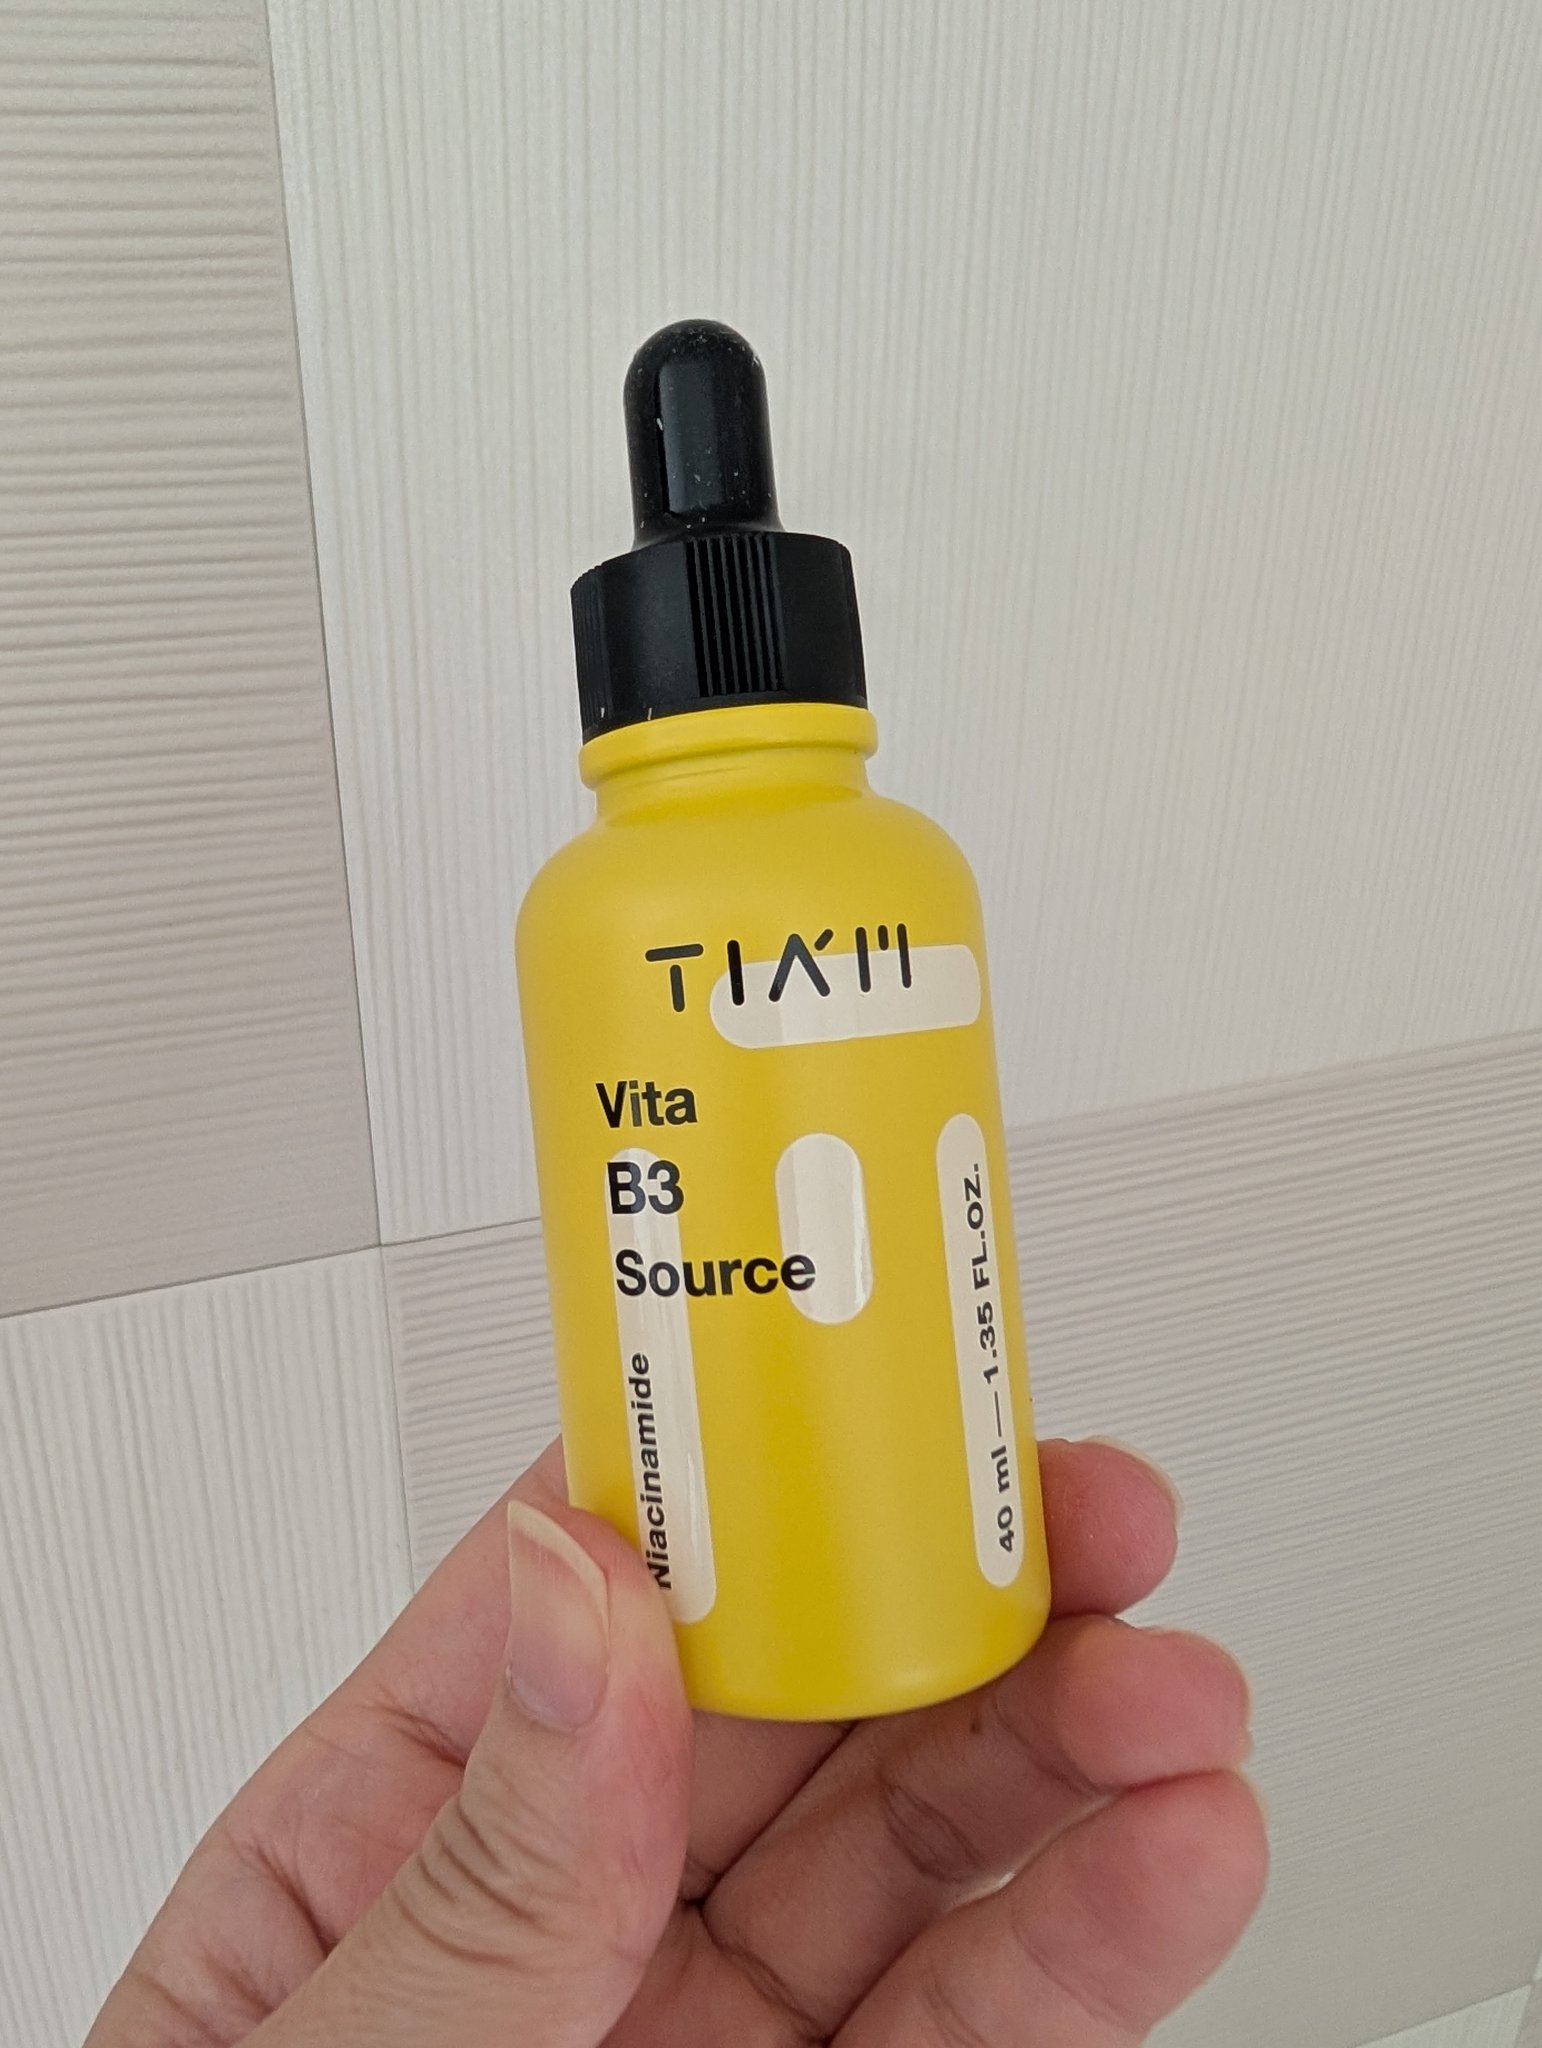 TIAM
Vita
B3
Source
Niacinamide
40 ml — 1.35 FL.OZ.